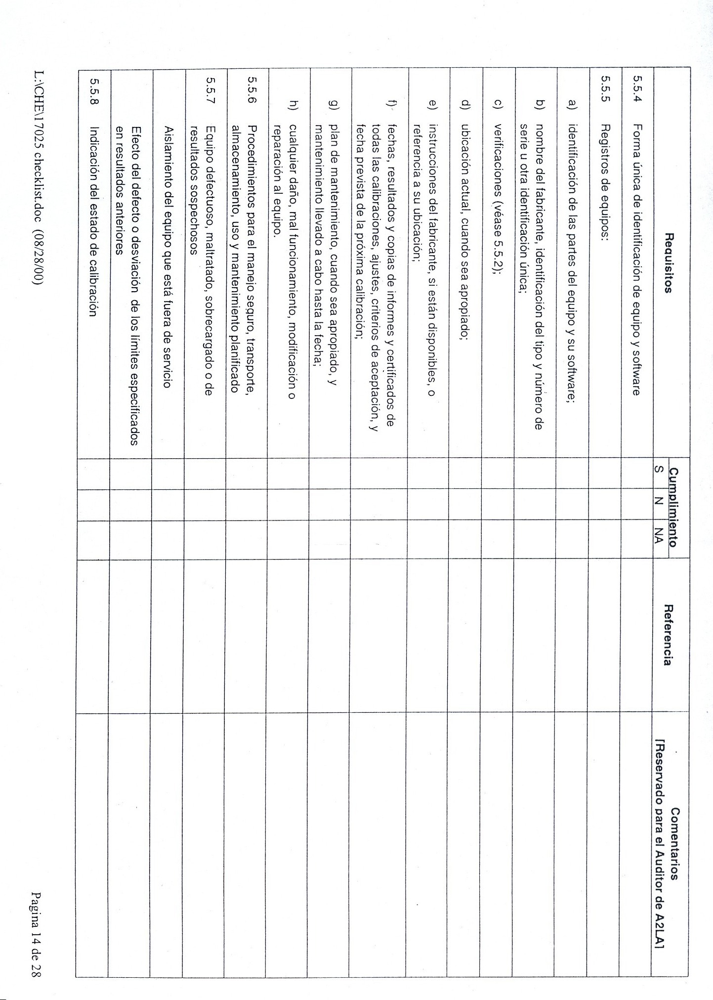 Requisitos
Cumplimiento
Referencia
Comentarios
[Reservado para el Auditor de A2LA]
S
N
NA
5.5.4 Forma única de identificación de equipo y software
5.5.5 Registros de equipos:
a) identificación de las partes del equipo y su software;
b) nombre del fabricante, identificación del tipo y número de
serie u otra identificación única;
c) verificaciones (véase 5.5.2);
d) ubicación actual, cuando sea apropiado;
e) instrucciones del fabricante, si están disponibles, o
referencia a su ubicación;
f) fechas, resultados y copias de informes y certificados de
todas las calibraciones, ajustes, criterios de aceptación, y
fecha prevista de la próxima calibración;
g) plan de mantenimiento, cuando sea apropiado, y
mantenimiento llevado a cabo hasta la fecha;
h) cualquier daño, mal funcionamiento, modificación o
reparación al equipo.
5.5.6 Procedimientos para el manejo seguro, transporte,
almacenamiento, uso y mantenimiento planificado
5.5.7 Equipo defectuoso, maltratado, sobrecargado o de
resultados sospechosos
Aislamiento del equipo que está fuera de servicio
Efecto del defecto o desviación de los límites especificados
en resultados anteriores
5.5.8 Indicación del estado de calibración
L:\CHE\17025 checklist.doc (08/28/00)
Pagina 14 de 28